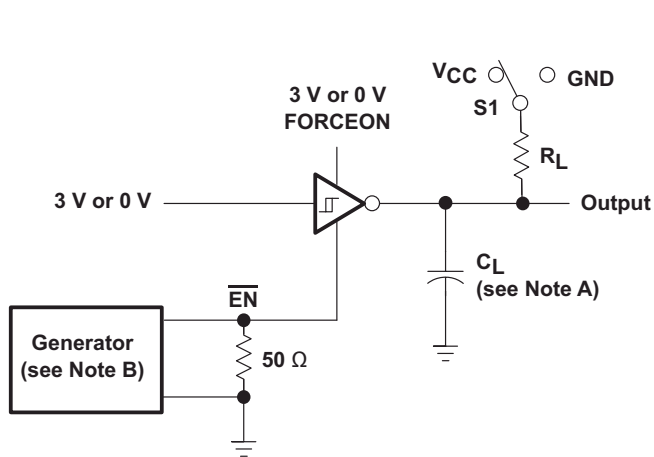 VCC
GND
S1
3 V or 0 V
FORCEON
RL
3 V or 0 V
Output
CL
(see Note A)
EN
Generator
(see Note B)
50 Ω